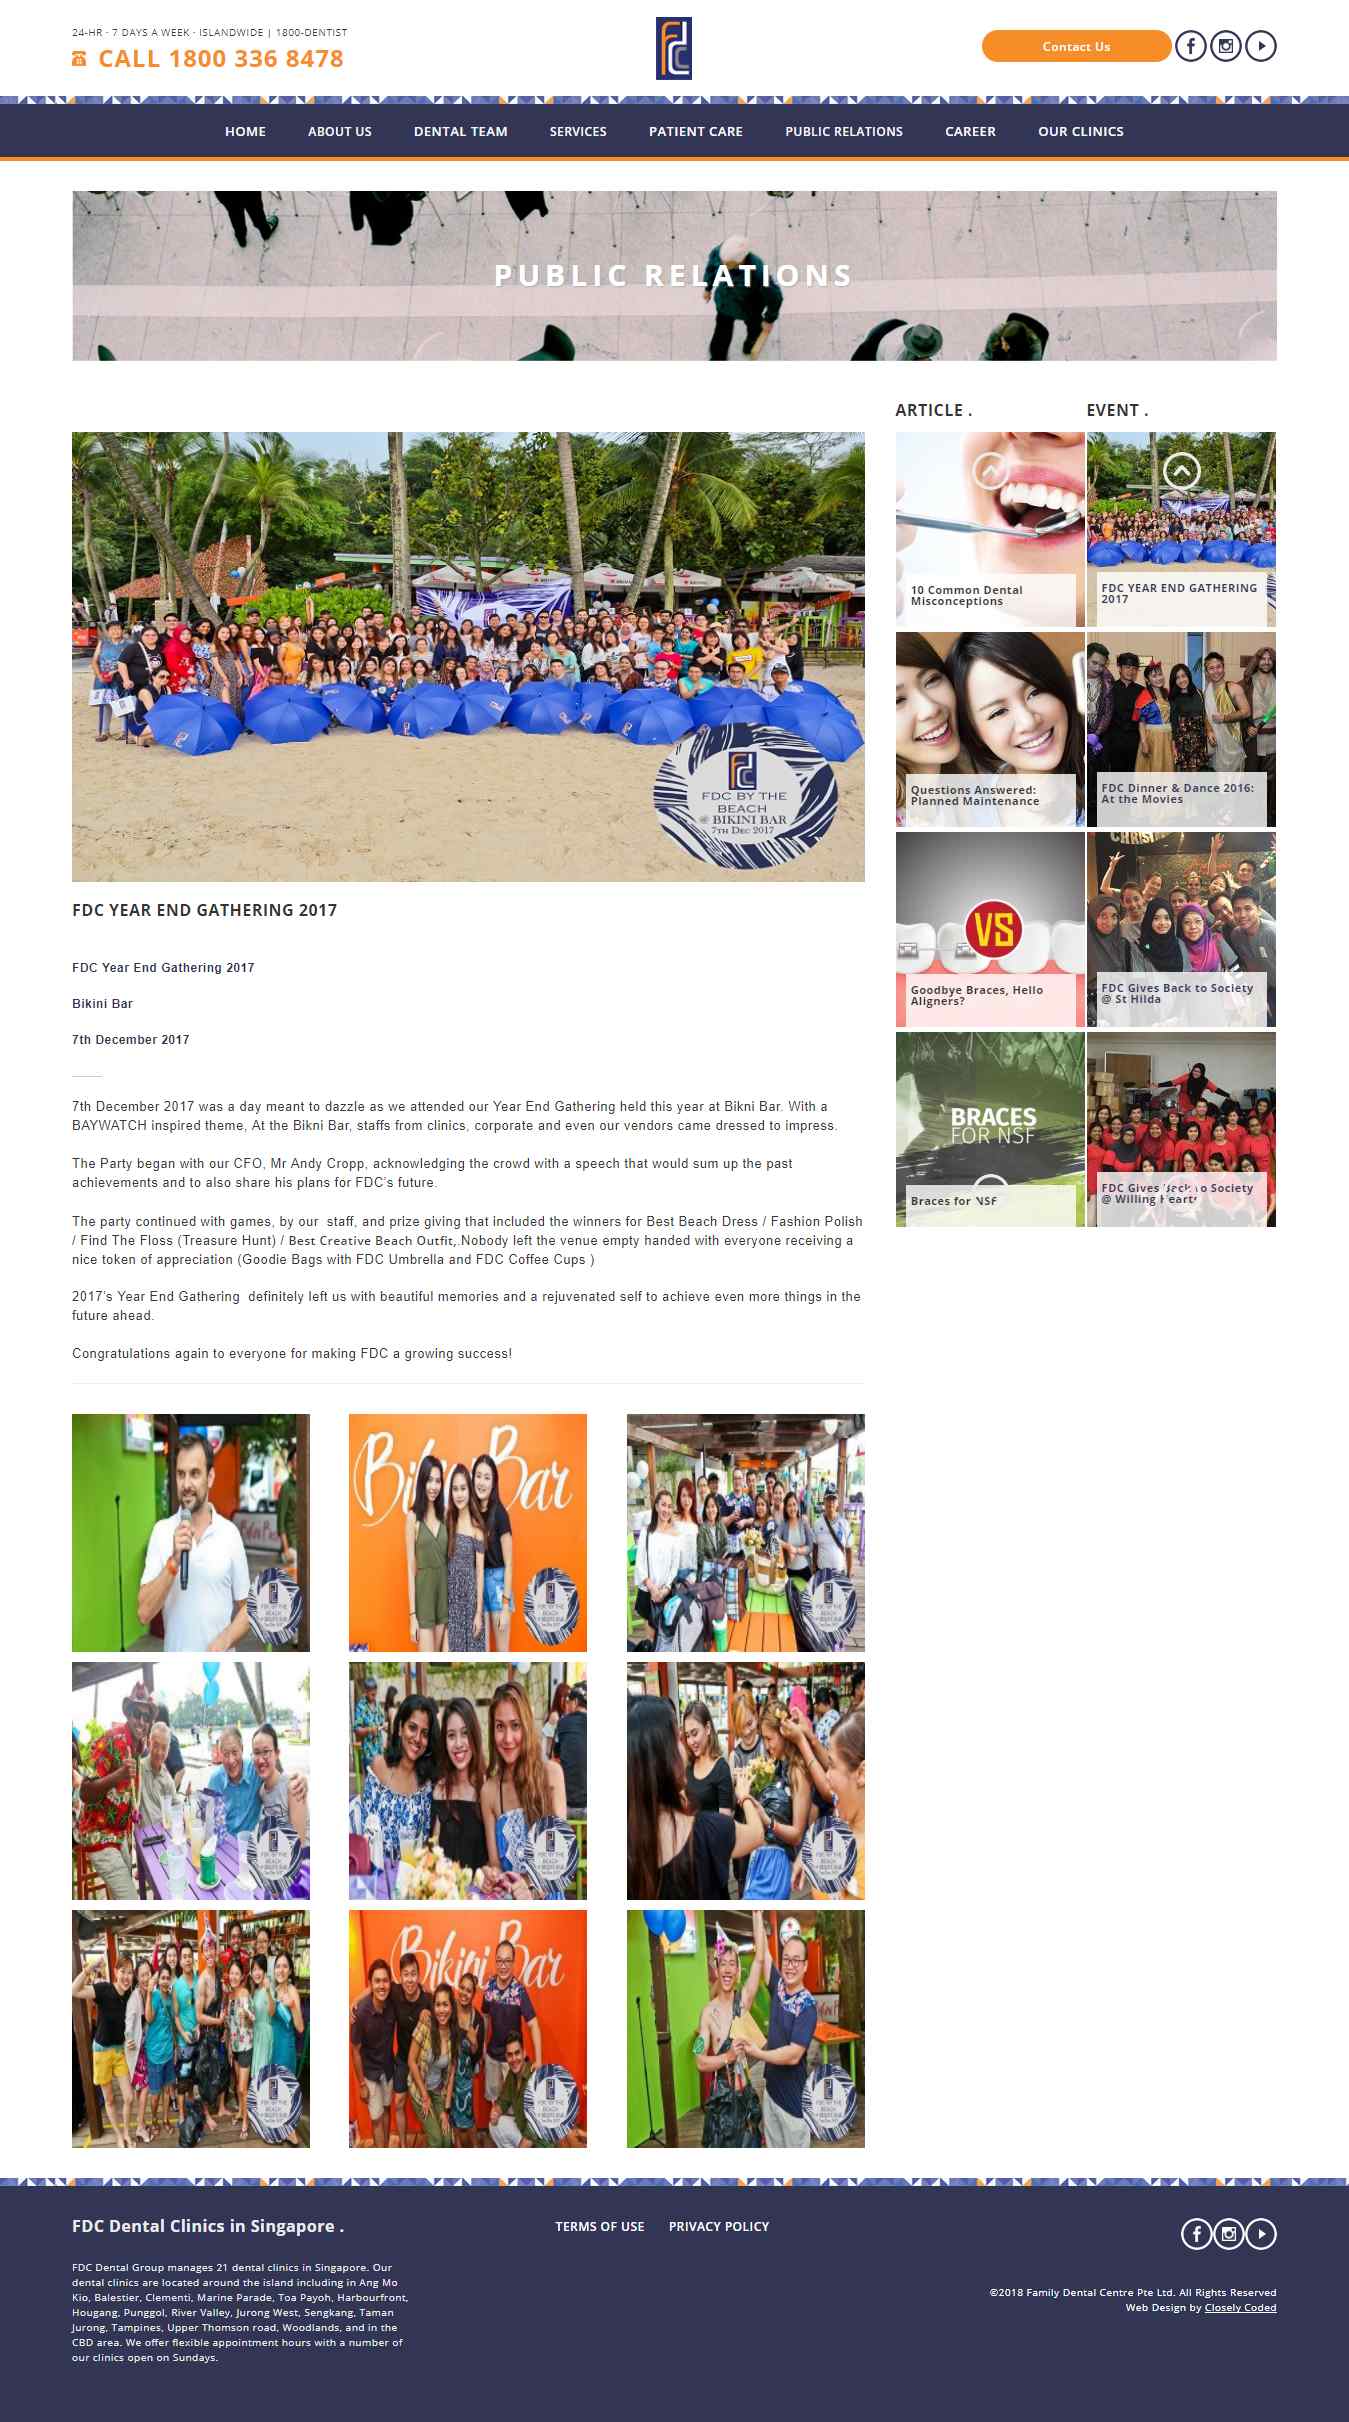 24-HR · 7 DAYS A WEEK · ISLANDWIDE | 1800-DENTIST
CALL 1800 336 8478
fdc
Contact Us
HOME
ABOUT US
DENTAL TEAM
SERVICES
PATIENT CARE
PUBLIC RELATIONS
CAREER
OUR CLINICS
PUBLIC RELATIONS
FDC BY THE
BEACH
@ BIKINI BAR
7TH DEC 2017
FDC YEAR END GATHERING 2017
FDC Year End Gathering 2017
Bikini Bar
7th December 2017
7th December 2017 was a day meant to dazzle as we attended our Year End Gathering held this year at Bikni Bar. With a
BAYWATCH inspired theme, At the Bikni Bar, staffs from clinics, corporate and even our vendors came dressed to impress.
The Party began with our CFO, Mr Andy Cropp, acknowledging the crowd with a speech that would sum up the past
achievements and to also share his plans for FDC's future.
The party continued with games, by our  staff, and prize giving that included the winners for Best Beach Dress / Fashion Polish
/ Find The Floss (Treasure Hunt) / Best Creative Beach Outfit,.Nobody left the venue empty handed with everyone receiving a
nice token of appreciation (Goodie Bags with FDC Umbrella and FDC Coffee Cups )
2017's Year End Gathering  definitely left us with beautiful memories and a rejuvenated self to achieve even more things in the
future ahead.
Congratulations again to everyone for making FDC a growing success!
Bikini Bar
Bikini Bar
ARTICLE .
10 Common Dental
Misconceptions
Questions Answered:
Planned Maintenance
VS
Goodbye Braces, Hello
Aligners?
BRACES
FOR NSF
Braces for NSF
EVENT .
FDC YEAR END GATHERING
2017
FDC Dinner & Dance 2016:
At the Movies
FDC Gives Back to Society
@ St Hilda
FDC Gives Back to Society
@ Willing Hearts
FDC Dental Clinics in Singapore .
FDC Dental Group manages 21 dental clinics in Singapore. Our
dental clinics are located around the island including in Ang Mo
Kio, Balestier, Clementi, Marine Parade, Toa Payoh, Harbourfront,
Hougang, Punggol, River Valley, Jurong West, Sengkang, Taman
Jurong, Tampines, Upper Thomson road, Woodlands, and in the
CBD area. We offer flexible appointment hours with a number of
our clinics open on Sundays.
TERMS OF USE
PRIVACY POLICY
©2018 Family Dental Centre Pte Ltd. All Rights Reserved
Web Design by Closely Coded